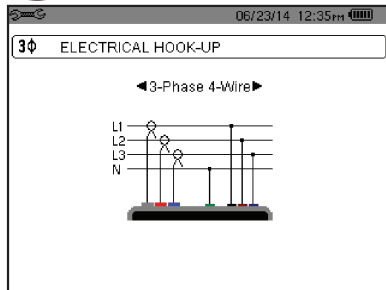 06/23/14 12:35PM
3Φ ELECTRICAL HOOK-UP
◄3-Phase 4-Wire►
L1
L2
L3
N